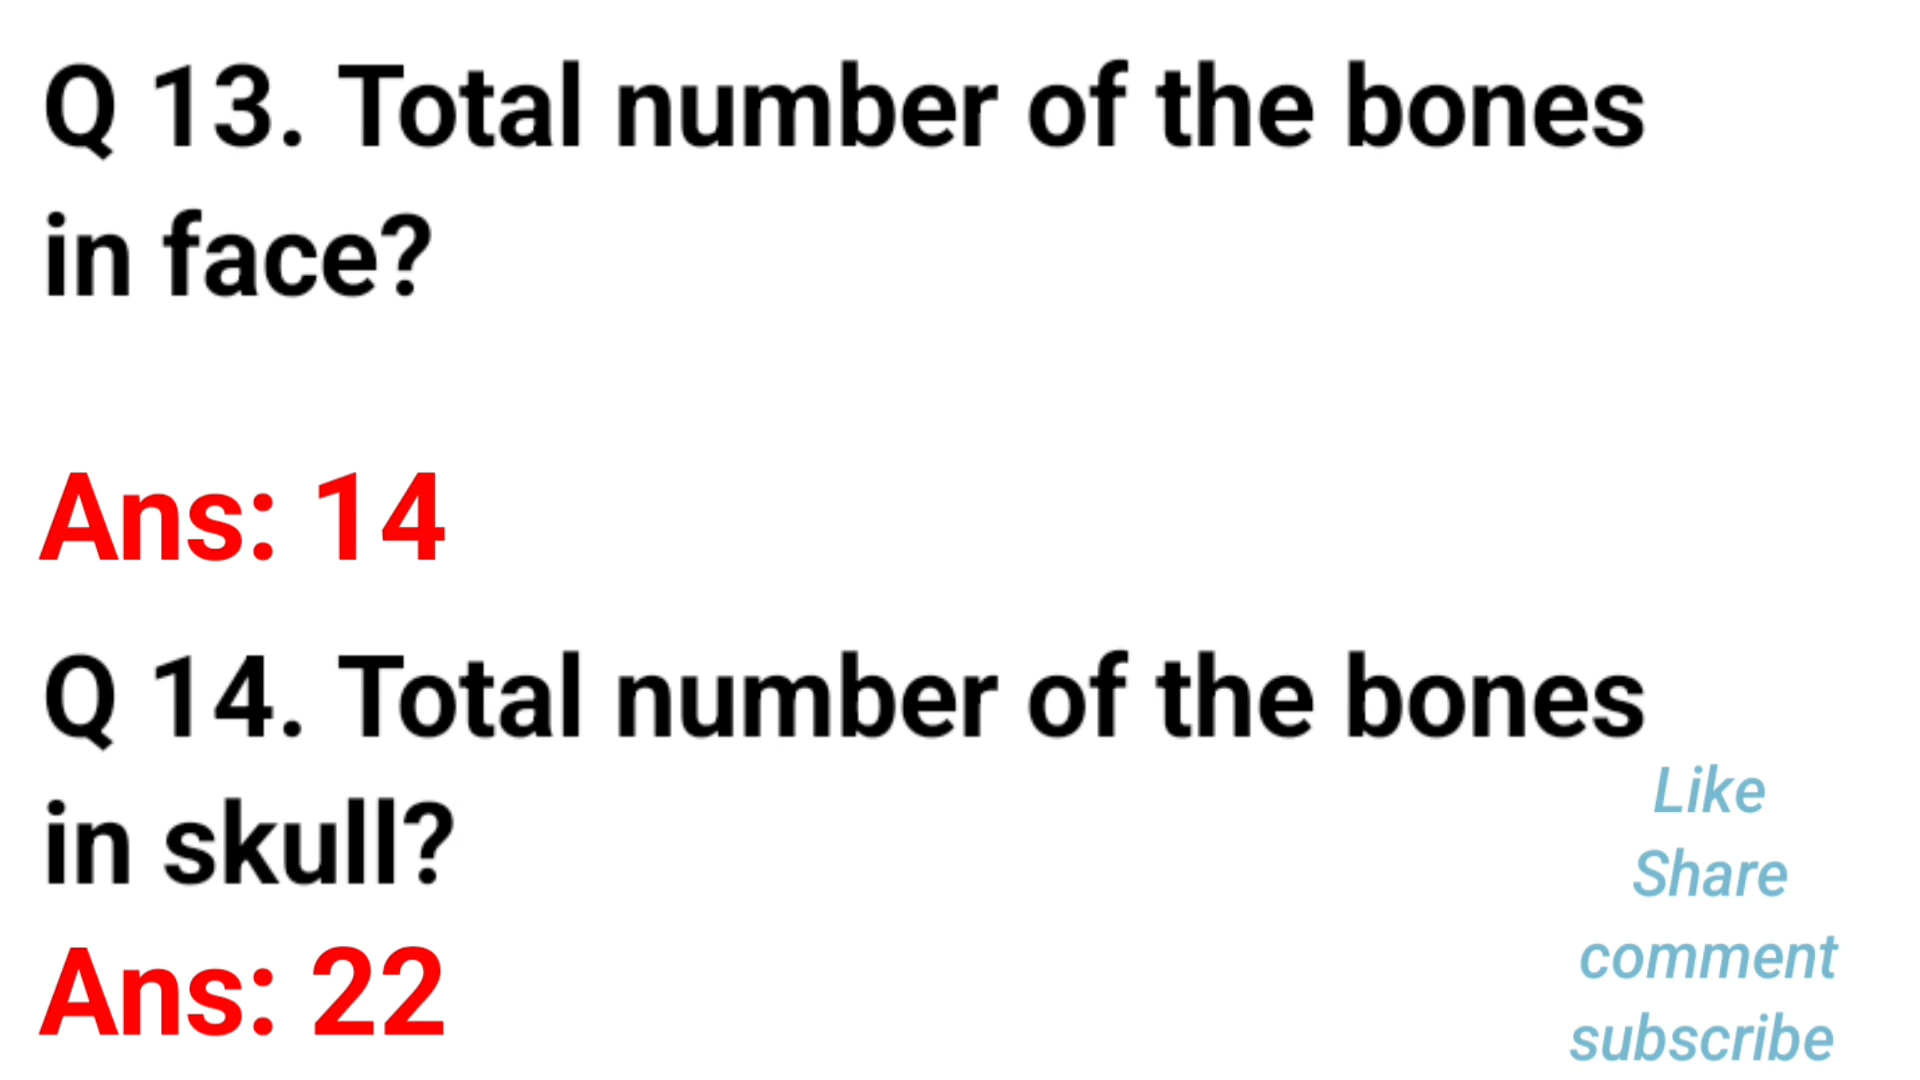 Q 13. Total number of the bones
in face?
Ans: 14
Q 14. Total number of the bones
in skull?
Ans: 22
Like
Share
comment
subscribe